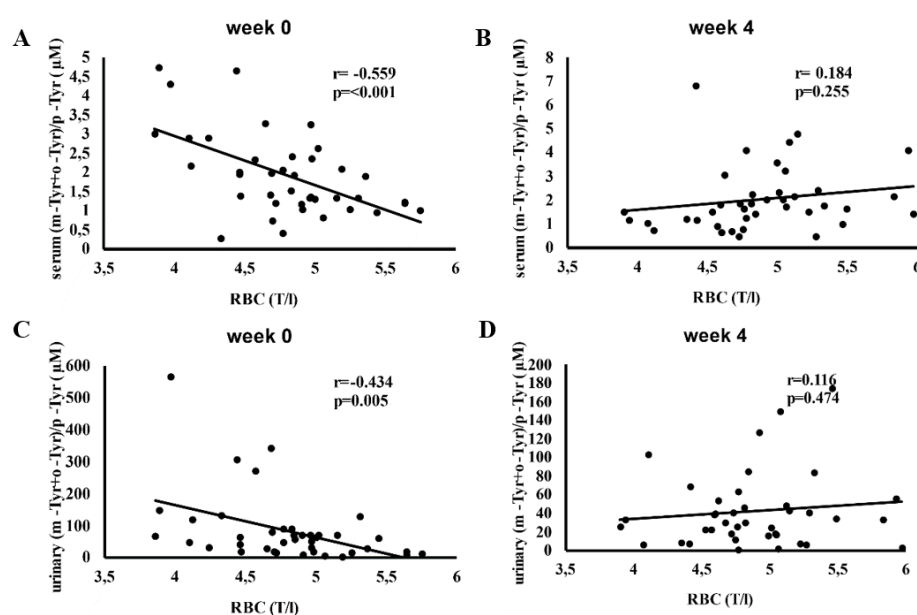 A
week 0
r= -0.559
p=<0.001
serum (m -Tyr+o -Tyr)/p -Tyr ( µM)
5
4,5
4
3,5
3
2,5
2
1,5
1
0,5
0
3,5 4 4,5 5 5,5 6
RBC (T/l)
B
week 4
r= 0.184
p=0.255
serum (m -Tyr+o -Tyr)/p -Tyr ( µM)
8
7
6
5
4
3
2
1
0
3,5 4 4,5 5 5,5 6
RBC (T/l)
C
week 0
r=-0.434
p=0.005
urinary (m -Tyr+o -Tyr)/p -Tyr ( µM)
600
500
400
300
200
100
0
3,5 4 4,5 5 5,5 6
RBC (T/l)
D
week 4
r=0.116
p=0.474
urinary (m -Tyr+o -Tyr)/p -Tyr ( µM)
200
180
160
140
120
100
80
60
40
20
0
3,5 4 4,5 5 5,5 6
RBC (T/l)